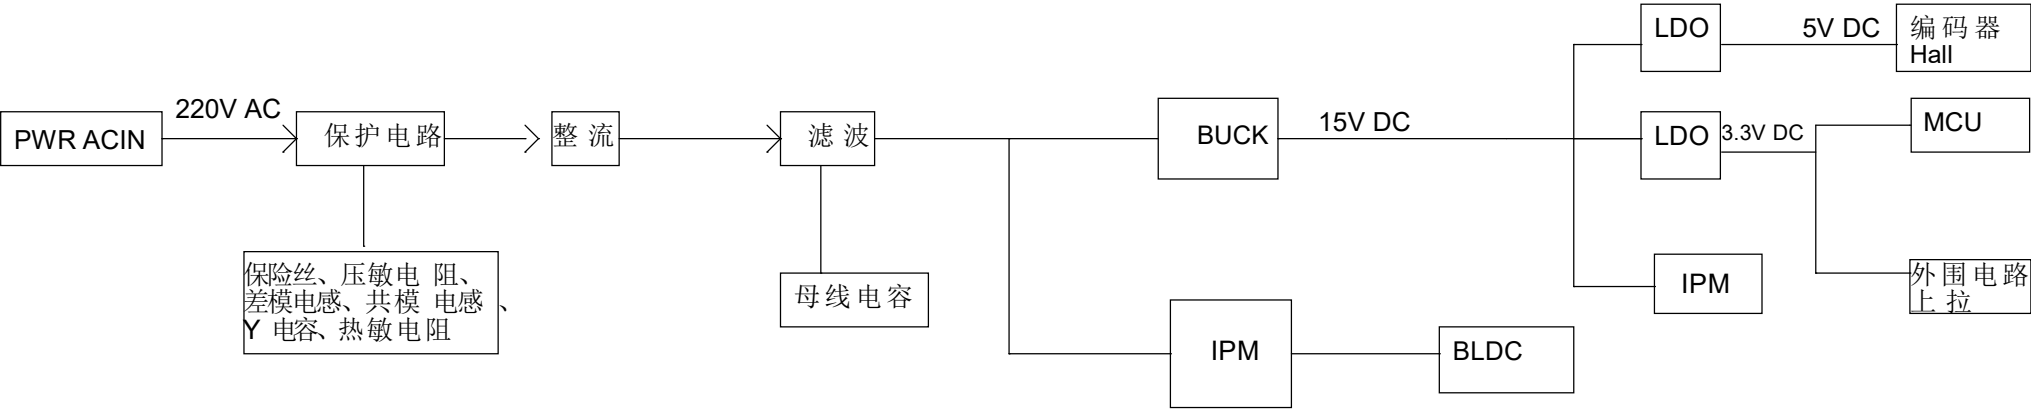 PWR ACIN
220V AC
保护电路
保险丝、压敏电阻、
差模电感、共模电感、
Y 电容、热敏电阻
整流
滤波
母线电容
BUCK
15V DC
IPM
BLDC
LDO
5V DC
编码器
Hall
LDO
3.3V DC
MCU
外围电路
上拉
IPM